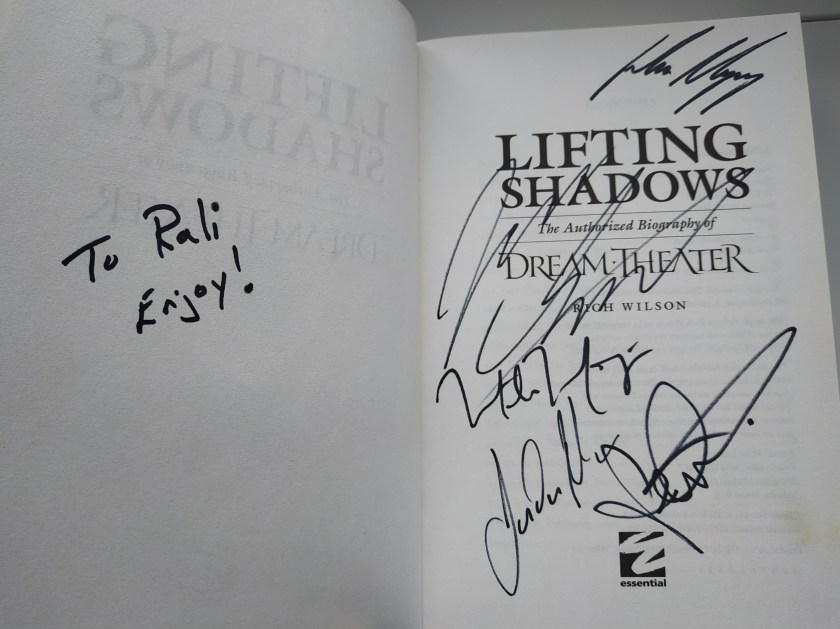 To Rali
Enjoy!
LIFTING
SHADOWS
The Authorized Biography of
DREAM THEATER
RICH WILSON
essential